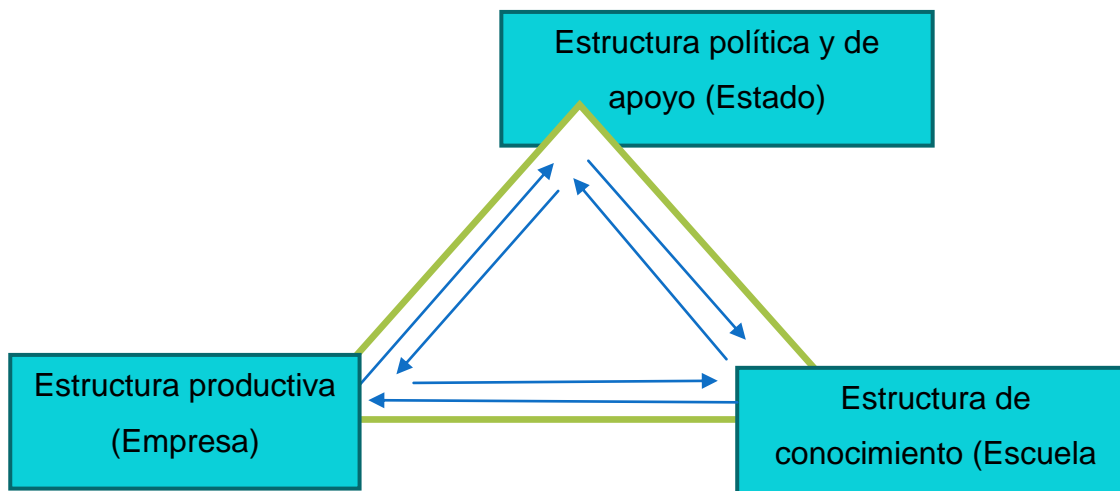 Estructura política y de
apoyo (Estado)
Estructura productiva
(Empresa)
Estructura de
conocimiento (Escuela